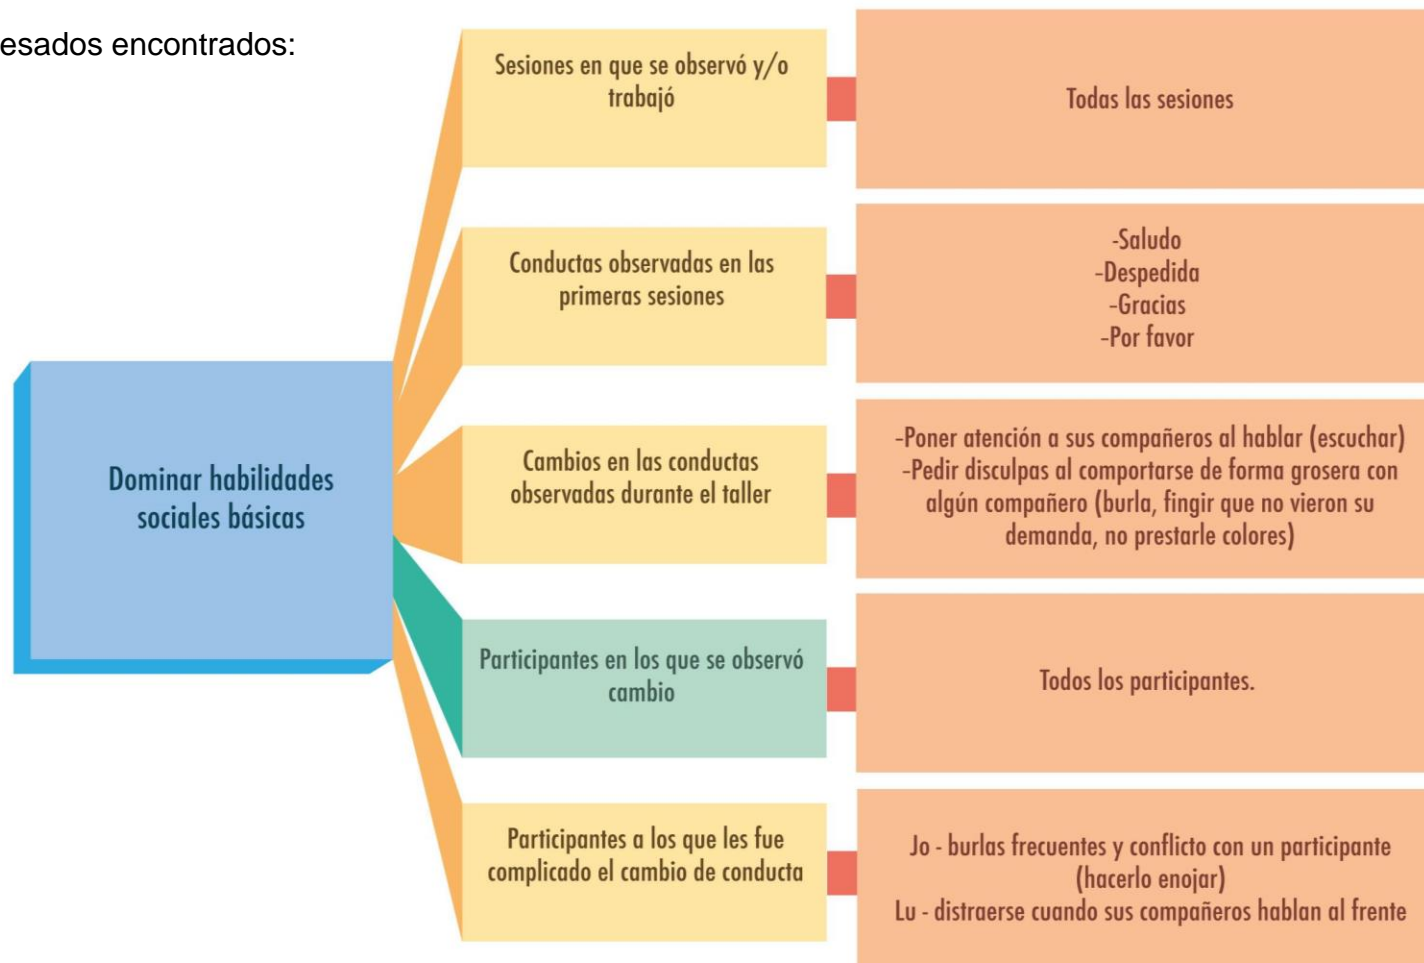 esados encontrados:
Sesiones en que se observó y/o
trabajó
Todas las sesiones
Conductas observadas en las
primeras sesiones
-Saludo
-Despedida
-Gracias
-Por favor
Dominar habilidades
sociales básicas
Cambios en las conductas
observadas durante el taller
-Poner atención a sus compañeros al hablar (escuchar)
-Pedir disculpas al comportarse de forma grosera con
algún compañero (burla, fingir que no vieron su
demanda, no prestarle colores)
Participantes en los que se observó
cambio
Todos los participantes.
Participantes a los que les fue
complicado el cambio de conducta
Jo - burlas frecuentes y conflicto con un participante
(hacerlo enojar)
Lu - distraerse cuando sus compañeros hablan al frente